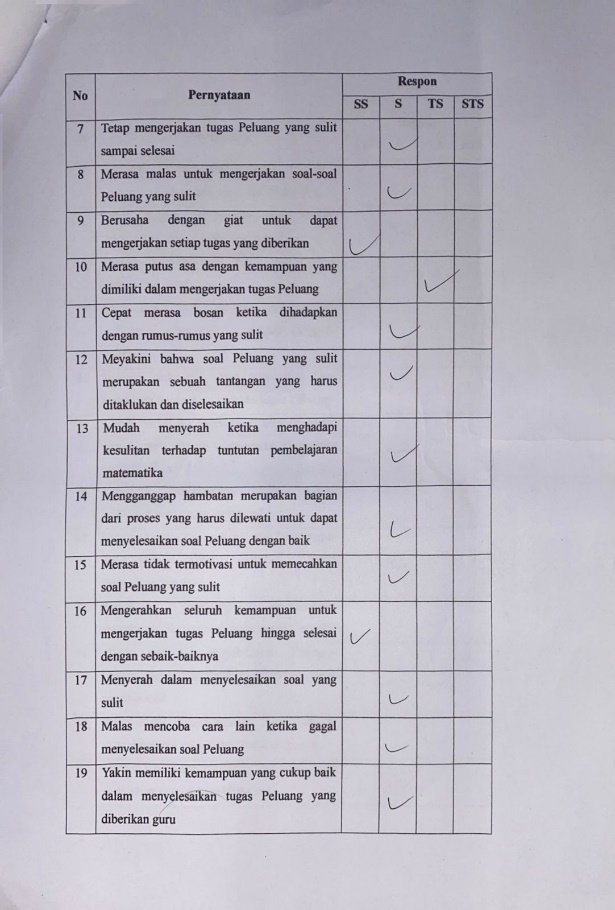 No Pernyataan Respon
SS S TS STS
7 Tetap mengerjakan tugas Peluang yang sulit
sampai selesai
8 Merasa malas untuk mengerjakan soal-soal
Peluang yang sulit
9 Berusaha dengan giat untuk dapat
mengerjakan setiap tugas yang diberikan
10 Merasa putus asa dengan kemampuan yang
dimiliki dalam mengerjakan tugas Peluang
11 Cepat merasa bosan ketika dihadapkan
dengan rumus-rumus yang sulit
12 Meyakini bahwa soal Peluang yang sulit
merupakan sebuah tantangan yang harus
ditaklukan dan diselesaikan
13 Mudah menyerah ketika menghadapi
kesulitan terhadap tuntutan pembelajaran
matematika
14 Mengganggap hambatan merupakan bagian
dari proses yang harus dilewati untuk dapat
menyelesaikan soal Peluang dengan baik
15 Merasa tidak termotivasi untuk memecahkan
soal Peluang yang sulit
16 Mengerahkan seluruh kemampuan untuk
mengerjakan tugas Peluang hingga selesai
dengan sebaik-baiknya
17 Menyerah dalam menyelesaikan soal yang
sulit
18 Malas mencoba cara lain ketika gagal
menyelesaikan soal Peluang
19 Yakin memiliki kemampuan yang cukup baik
dalam menyelesaikan tugas Peluang yang
diberikan guru